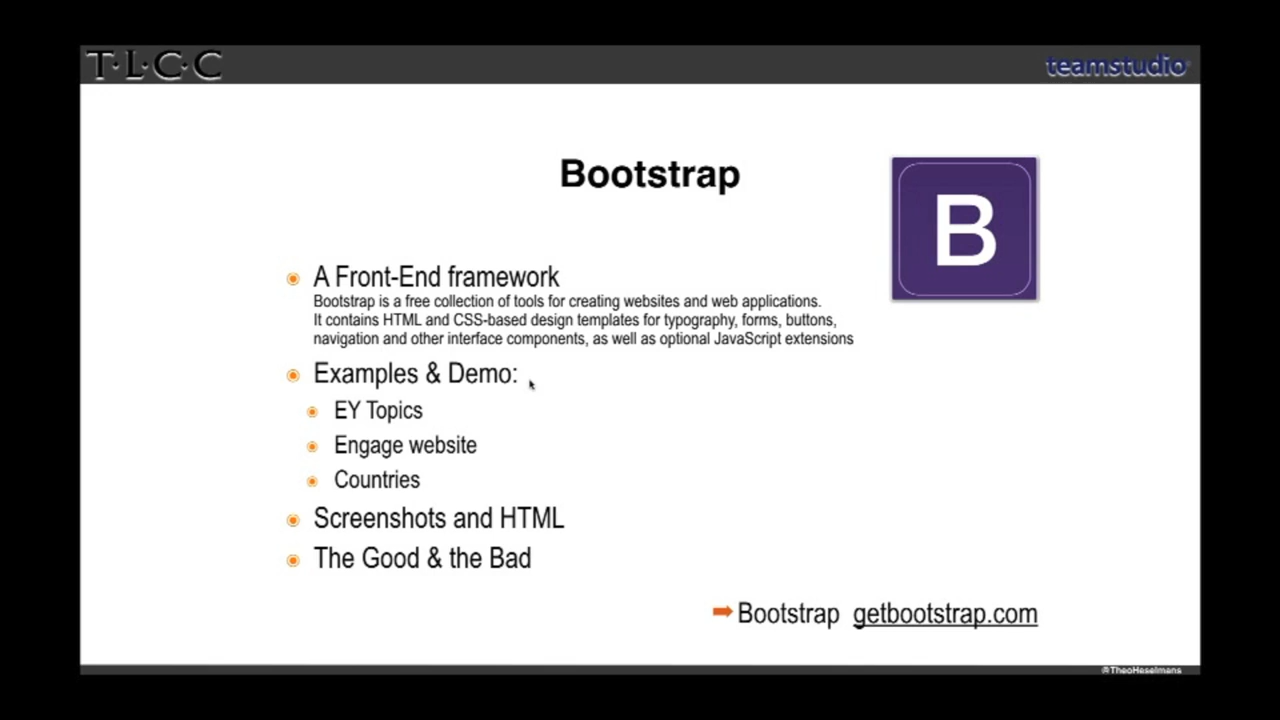 T·L·C·C
teamstudio
Bootstrap
B
A Front-End framework
Bootstrap is a free collection of tools for creating websites and web applications.
It contains HTML and CSS-based design templates for typography, forms, buttons,
navigation and other interface components, as well as optional JavaScript extensions
Examples & Demo:
EY Topics
Engage website
Countries
Screenshots and HTML
The Good & the Bad
Bootstrap getbootstrap.com
@TheoHeselmans